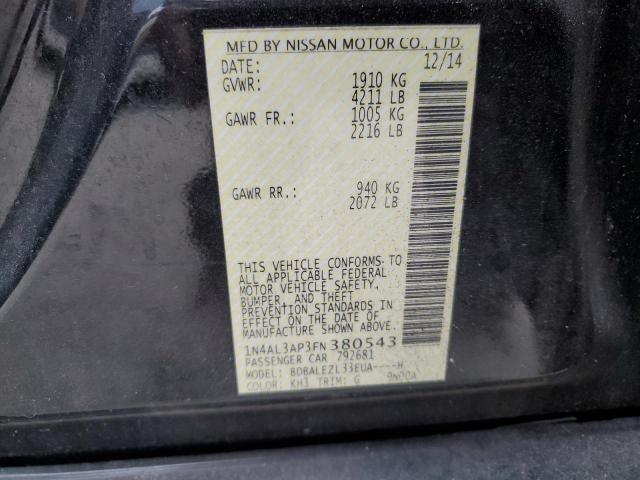 MFD BY NISSAN MOTOR CO., LTD.
DATE: 12/14
GVWR: 1910 KG
4211 LB
GAWR FR.: 1005 KG
2216 LB
GAWR RR.: 940 KG
2072 LB
THIS VEHICLE CONFORMS TO
ALL APPLICABLE FEDERAL
MOTOR VEHICLE SAFETY,
BUMPER, AND THEFT
PREVENTION STANDARDS
IN EFFECT ON THE DATE OF
MANUFACTURE SHOWN ABOVE.
1N4AL3AP3FN380543
PASSENGER CAR 792681
MODEL: BDBALEZL33EUA----H
COLOR: KH3 TRIM: G